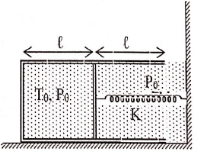 ℓ ℓ
T₀, P₀ P₀
K